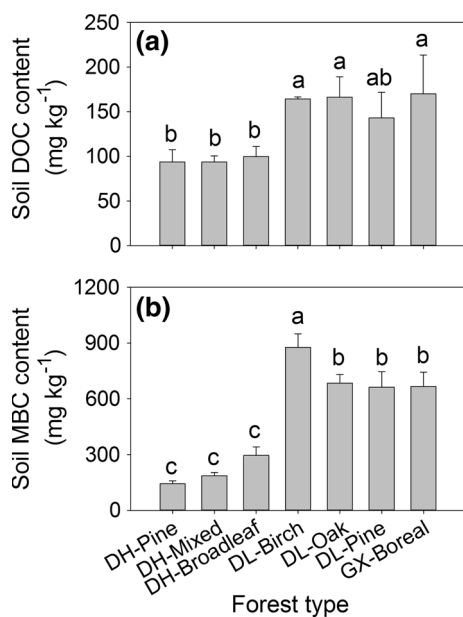 (a)
Soil DOC content
(mg kg⁻¹)
250
200
150
100
50
0
b
b
b
a
a
ab
a
(b)
Soil MBC content
(mg kg⁻¹)
1200
900
600
300
0
c
c
c
a
b
b
b
DH-Pine
DH-Mixed
DH-Broadleaf
DL-Birch
DL-Oak
DL-Pine
GX-Boreal
Forest type